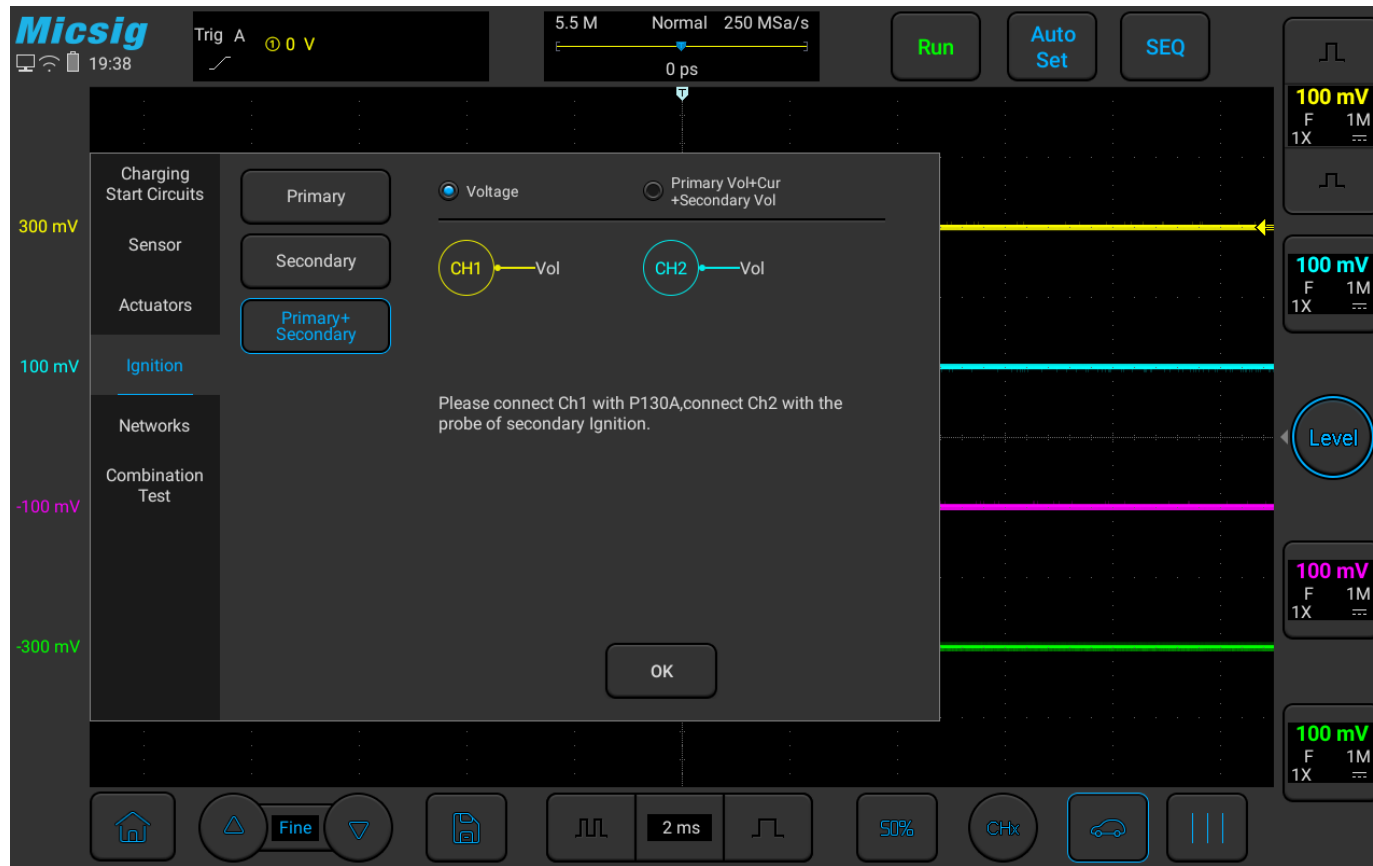 Micsig
19:38
Trig A ① 0 V
5.5 M Normal 250 MSa/s
0 ps
Run
Auto
Set
SEQ
T
100 mV
F 1M
1X
300 mV
100 mV
-100 mV
-300 mV
Charging
Start Circuits
Sensor
Actuators
Ignition
Networks
Combination
Test
Primary
Secondary
Primary+
Secondary
Voltage
Primary Vol+Cur
+Secondary Vol
CH1 Vol
CH2 Vol
Please connect Ch1 with P130A,connect Ch2 with the
probe of secondary Ignition.
OK
100 mV
F 1M
1X
Level
100 mV
F 1M
1X
100 mV
F 1M
1X
Fine
2 ms
50%
CHx